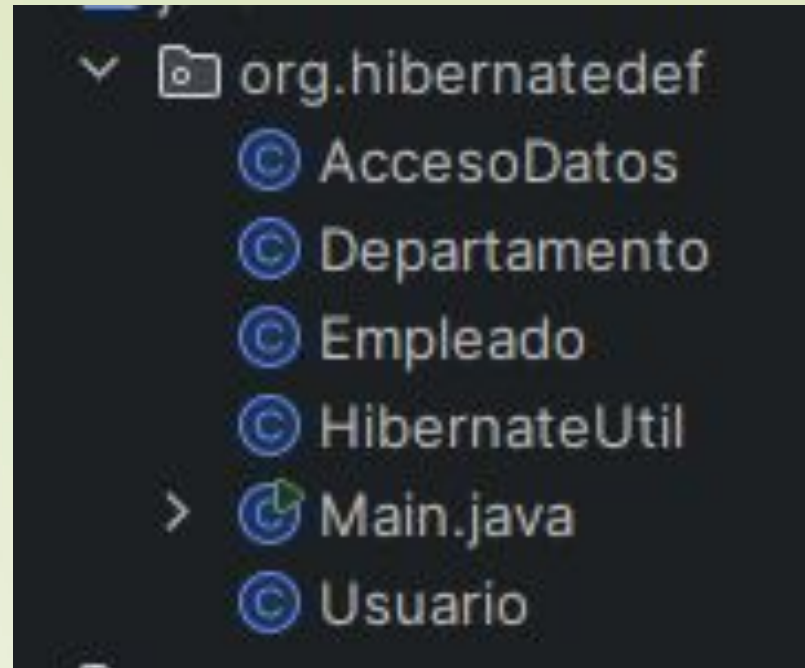 org.hibernatedef
AccesoDatos
Departamento
Empleado
HibernateUtil
Main.java
Usuario